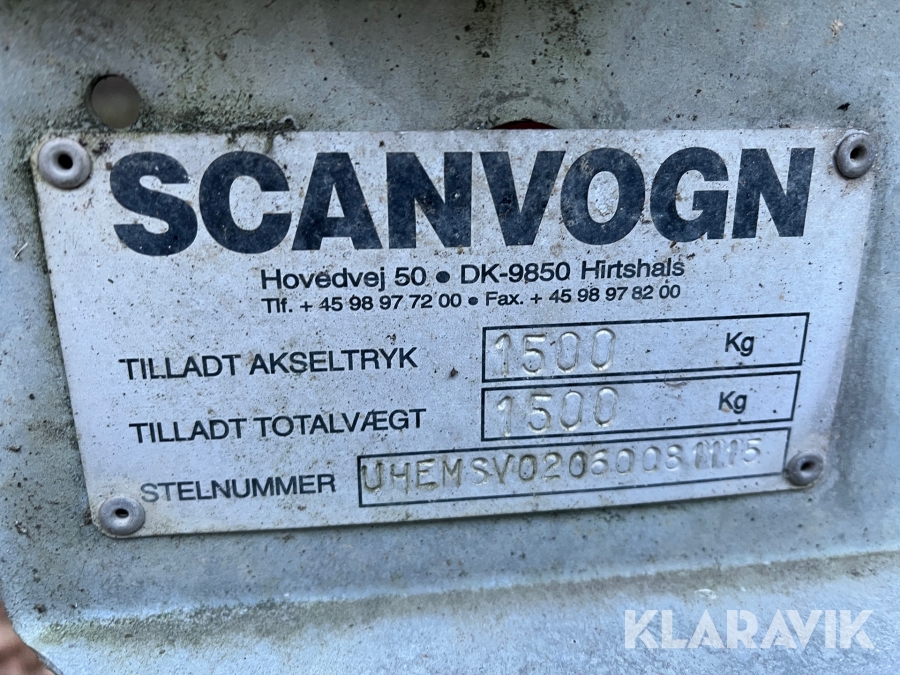 SCANVOGN
Hovedvej 50 • DK-9850 Hirtshals
Tlf. + 45 98 97 72 00 • Fax. + 45 98 97 82 00
TILLADT AKSELTRYK 1500 Kg
TILLADT TOTALVÆGT 1500 Kg
STELNUMMER UHEMSV02060081115
KLARAVIK